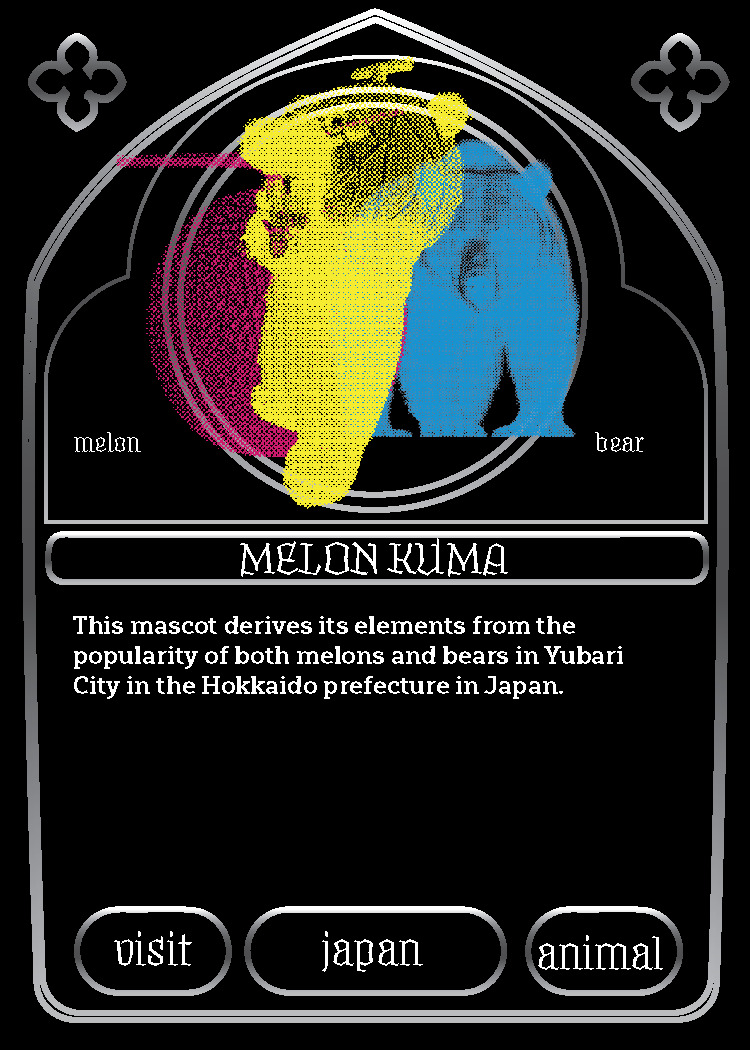 melon
bear
MELON KUMA
This mascot derives its elements from the
popularity of both melons and bears in Yubari
City in the Hokkaido prefecture in Japan.
visit
japan
animal